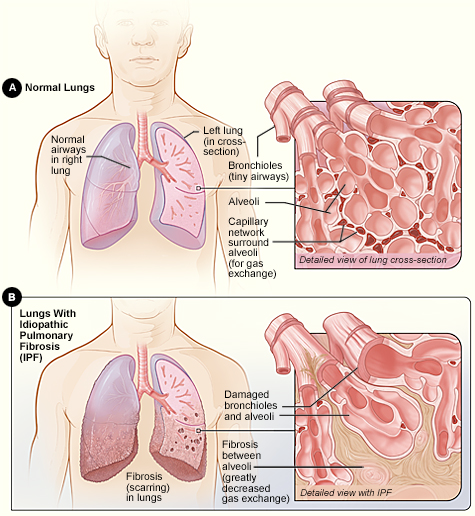 A Normal Lungs
Normal
airways
in right
lung
Left lung
(in cross-
section)
Bronchioles
(tiny airways)
Alveoli
Capillary
network
surround
alveoli
(for gas
exchange)
Detailed view of lung cross-section
B
Lungs With
Idiopathic
Pulmonary
Fibrosis
(IPF)
Damaged
bronchioles
and alveoli
Fibrosis
between
alveoli
(greatly
decreased
gas exchange)
Fibrosis
(scarring)
in lungs
Detailed view with IPF